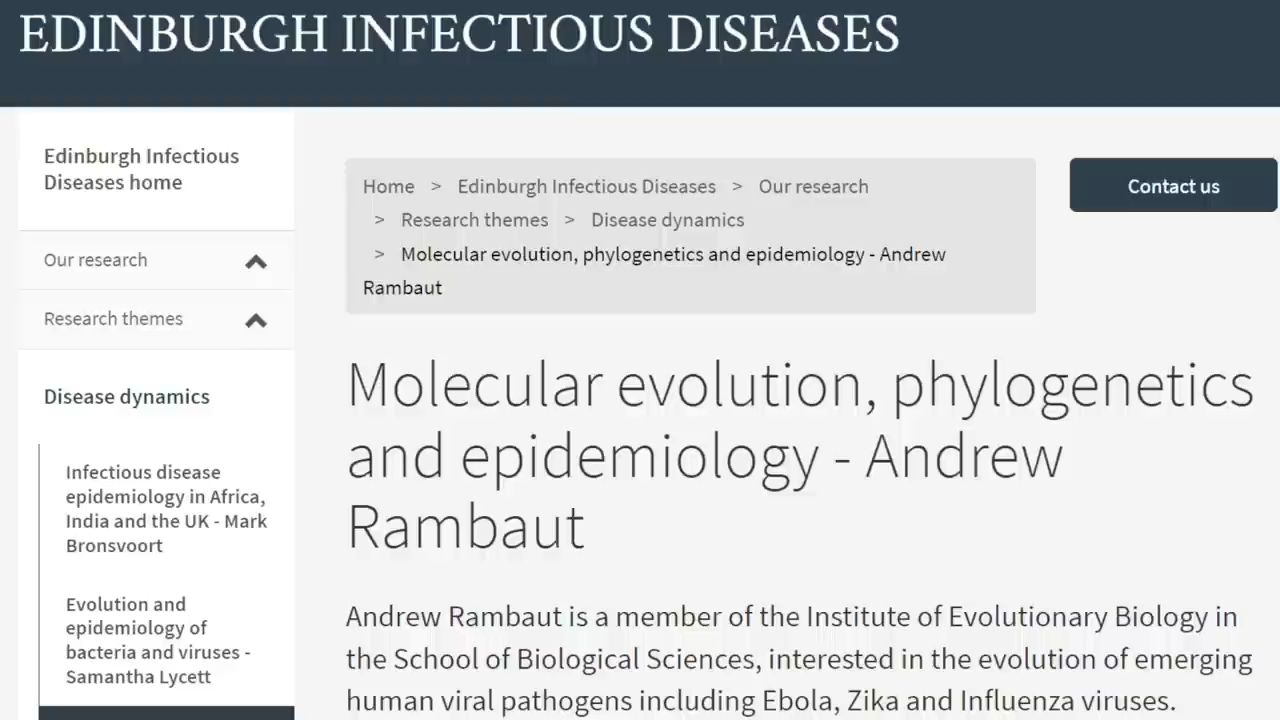 EDINBURGH INFECTIOUS DISEASES
Edinburgh Infectious
Diseases home
Our research
Research themes
Disease dynamics
Infectious disease
epidemiology in Africa,
India and the UK - Mark
Bronsvoort
Evolution and
epidemiology of
bacteria and viruses -
Samantha Lycett
Home > Edinburgh Infectious Diseases > Our research
> Research themes > Disease dynamics
> Molecular evolution, phylogenetics and epidemiology - Andrew
Rambaut
Contact us
Molecular evolution, phylogenetics
and epidemiology - Andrew
Rambaut
Andrew Rambaut is a member of the Institute of Evolutionary Biology in
the School of Biological Sciences, interested in the evolution of emerging
human viral pathogens including Ebola, Zika and Influenza viruses.